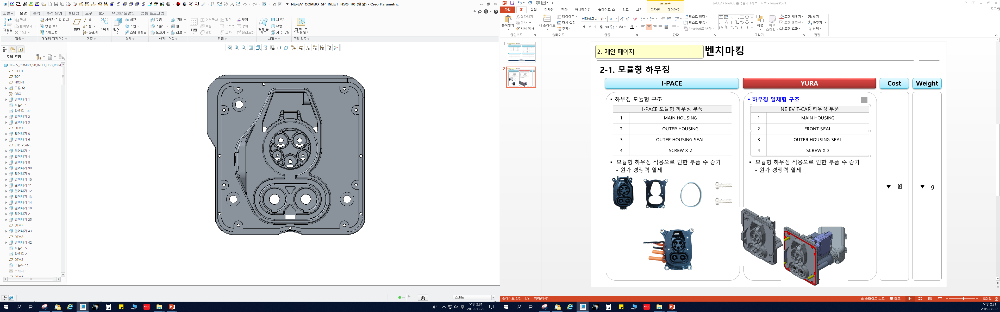 NE-EV_COMBO_5P_INLET_HSG_R0 (활성) - Creo Parametric
파일 모델 분석 주석 달기 렌더링 도구 보기 유연한 모델링 응용 프로그램
재생성 복사 붙여넣기 삭제
사용자 정의 피처 형상 복사 슈링크랩
평면 축 점 좌표계 스케치
밀어내기 회전 스윕 스윕 블렌드
구멍 라운드 모따기 구배 쉘 리브
패턴 대칭복사 트림 결합 확장 오프셋 교차 투영 강화 솔리드화
경계 블렌드 채우기 유형 자유 유형
컴포넌트 인터페이스
작업 데이터 가져오기 기준 형태 엔지니어링 편집 서피스 모델 의도
모델 트리
NE-EV_COMBO_5P_INLET_HSG_R0.P
RIGHT
TOP
FRONT
그룹 축
ORG
밀어내기 1
라운드 1
라운드 102
밀어내기 2
밀어내기 3
DTM1
밀어내기 5
밀어내기 6
STD_PLANE
밀어내기 7
밀어내기 4
밀어내기 8
밀어내기 99
밀어내기 9
밀어내기 10
밀어내기 11
밀어내기 12
밀어내기 13
밀어내기 14
밀어내기 18
밀어내기 21
밀어내기 25
DTM7
밀어내기 43
DTM8
밀어내기 42
라운드 5
라운드 2
DTM2
라운드 11
스케치 1
DTM5
스마트
오후 2:31
2019-08-22
표 도구
JAGUAR I-PACE 분석결과 1차보고자료 - PowerPoint
로그인
파일 홈 삽입 디자인 전환 애니메이션 슬라이드 쇼 검토 보기 디자인 레이아웃
붙여넣기 잘라내기 복사 서식 복사
새 슬라이드 레이아웃 다시 설정 구역
현대하모니 L 10
텍스트 방향 텍스트 맞춤 SmartArt로 변환
정렬 빠른 스타일 도형 채우기 도형 윤곽선 도형 효과
찾기 바꾸기 선택
클립보드 슬라이드 글꼴 단락 그리기 편집
1
2
2. 제안 페이지
벤치마킹
2-1. 모듈형 하우징
I-PACE YURA Cost Weight
▪ 하우징 모듈형 구조
I-PACE 모듈형 하우징 부품
1 MAIN HOUSING
2 OUTER HOUSING
3 OUTER HOUSING SEAL
4 SCREW X 2
▪ 모듈형 하우징 적용으로 인한 부품 수 증가
- 원가 경쟁력 열세
▪ 하우징 일체형 구조
NE EV T-CAR 하우징 부품
1 MAIN HOUSING
2 FRONT SEAL
3 OUTER HOUSING SEAL
4 SCREW X 2
▪ 모듈형 하우징 적용으로 인한 부품 수 증가
- 원가 경쟁력 열세
▼ 원
▼ g
슬라이드 2/2 영어(미국)
슬라이드 노트 메모 132 %
오후 2:31
2019-08-22